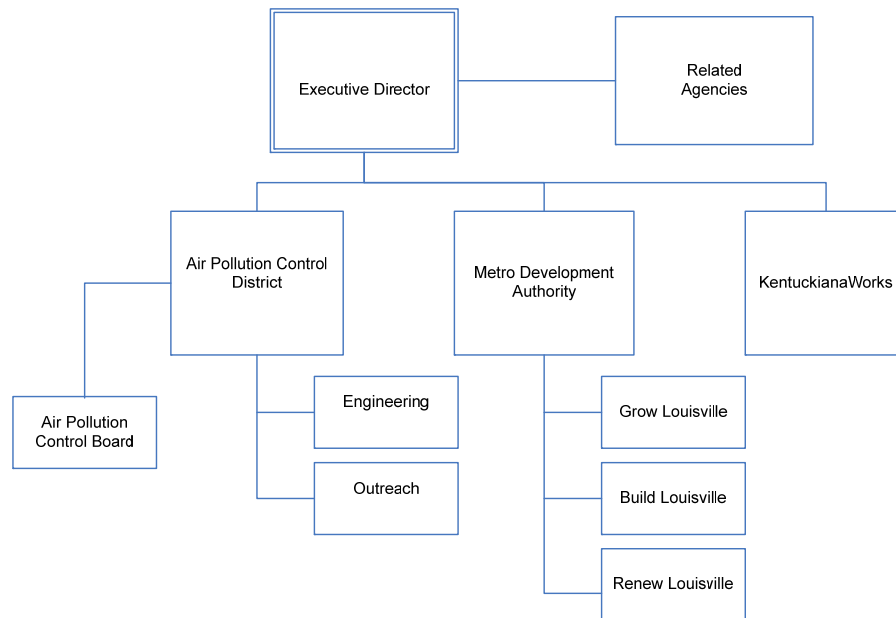 Executive Director
Related
Agencies
Air Pollution Control
District
Metro Development
Authority
KentuckianaWorks
Engineering
Grow Louisville
Air Pollution
Control Board
Outreach
Build Louisville
Renew Louisville